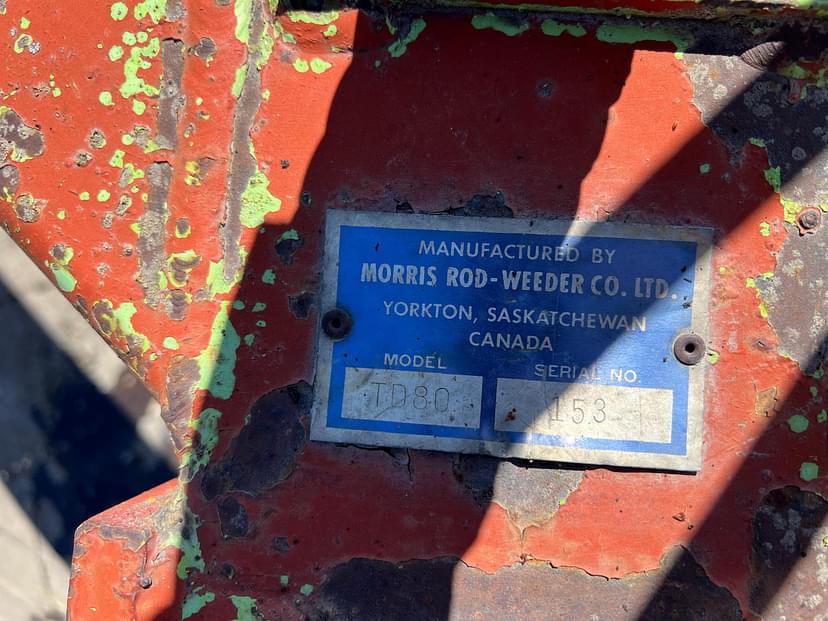 MANUFACTURED BY
MORRIS ROD-WEEDER CO. LTD.
YORKTON, SASKATCHEWAN
CANADA
MODEL SERIAL NO.
TD80 153